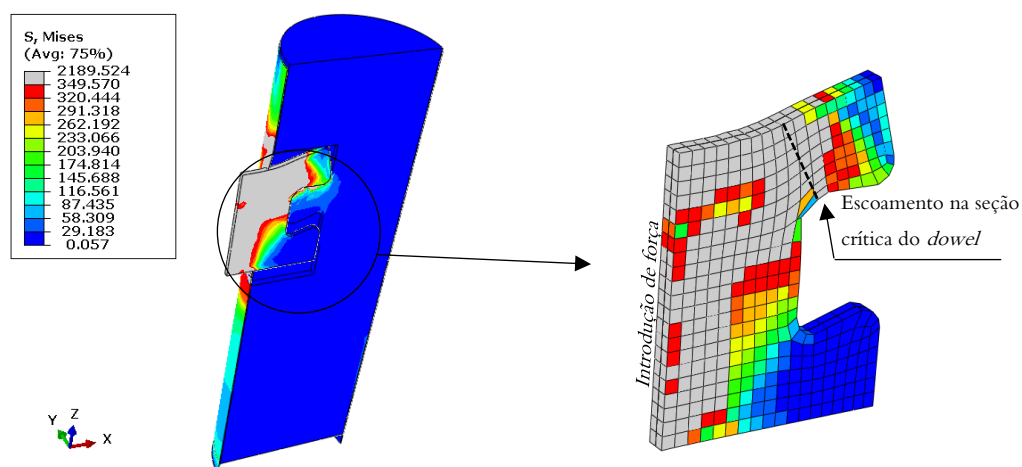 S, Mises
(Avg: 75%)
2189.524
349.570
320.444
291.318
262.192
233.066
203.940
174.814
145.688
116.561
87.435
58.309
29.183
0.057
Introdução de força
Escoamento na seção
crítica do dowel
Y
Z
X